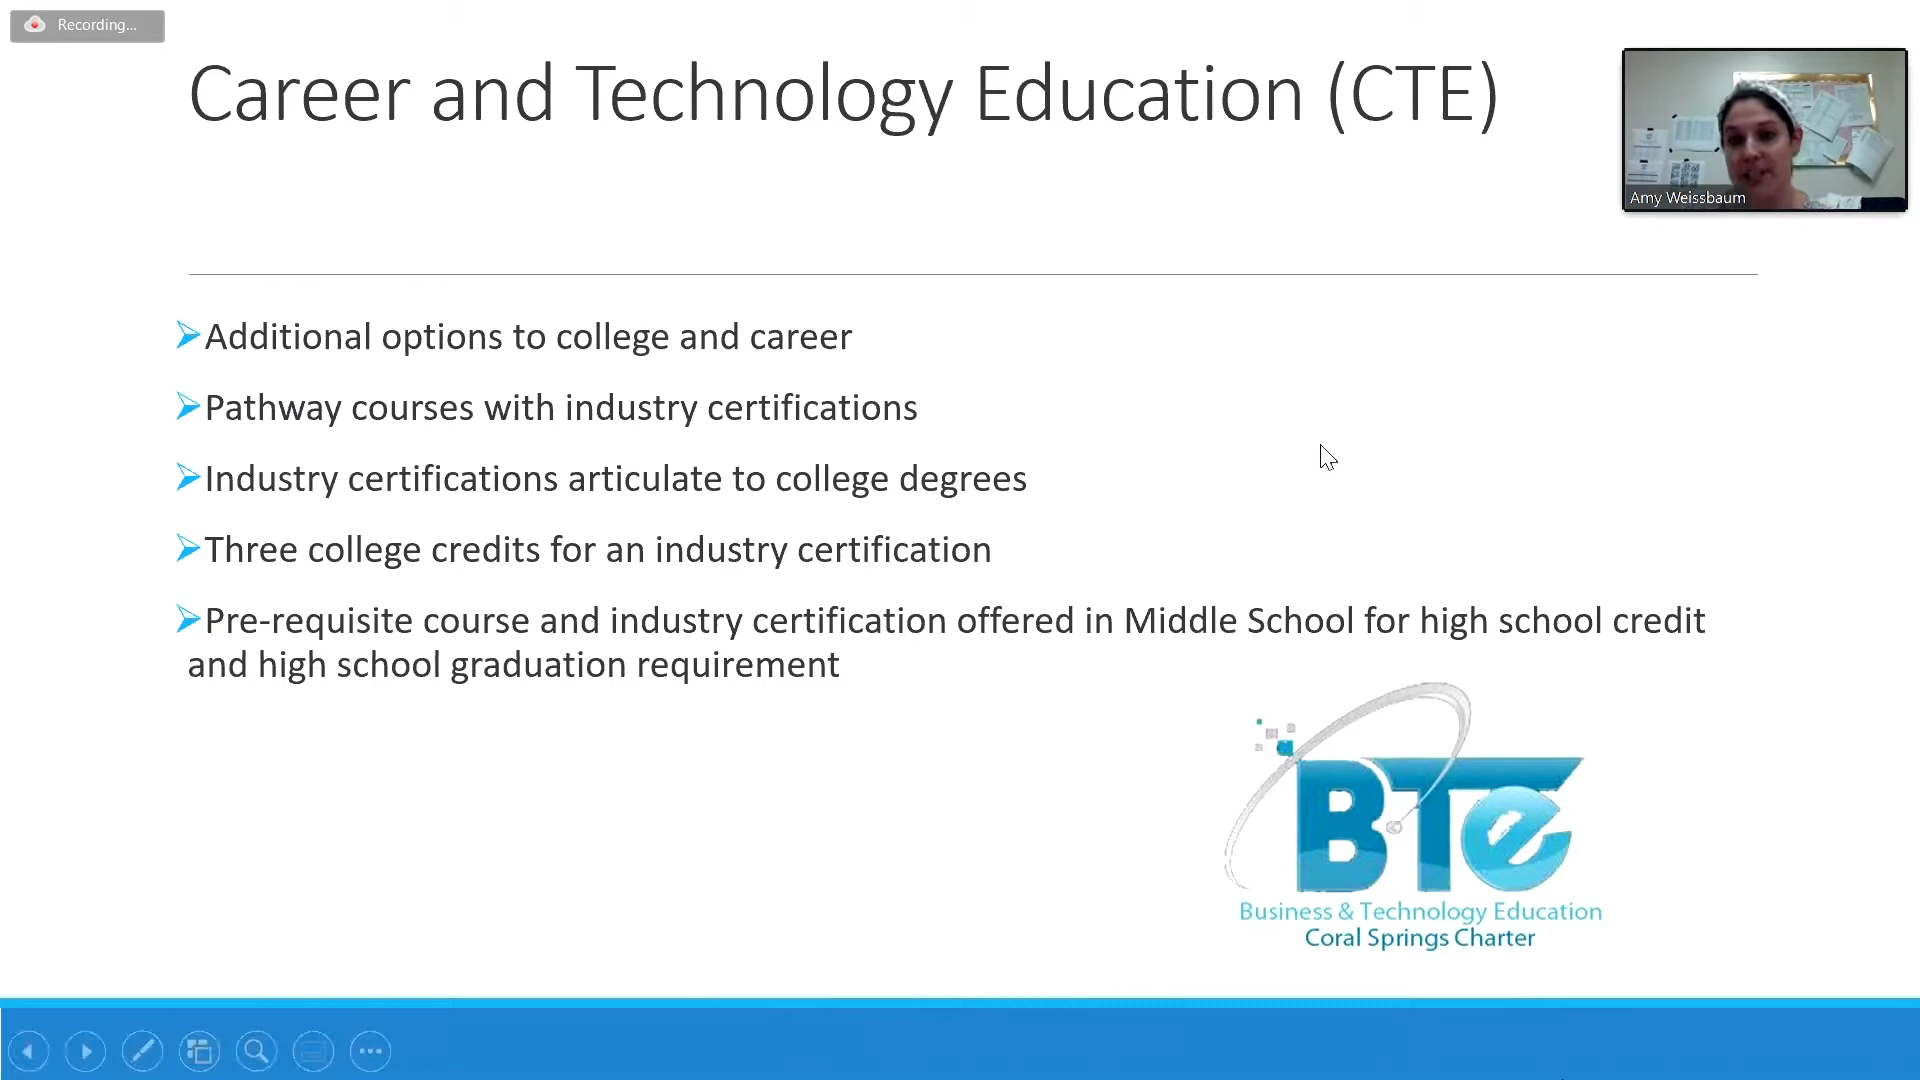 Recording...
Career and Technology Education (CTE)
Amy Weissbaum
Additional options to college and career
Pathway courses with industry certifications
Industry certifications articulate to college degrees
Three college credits for an industry certification
Pre-requisite course and industry certification offered in Middle School for high school credit
and high school graduation requirement
BTe
Business & Technology Education
Coral Springs Charter